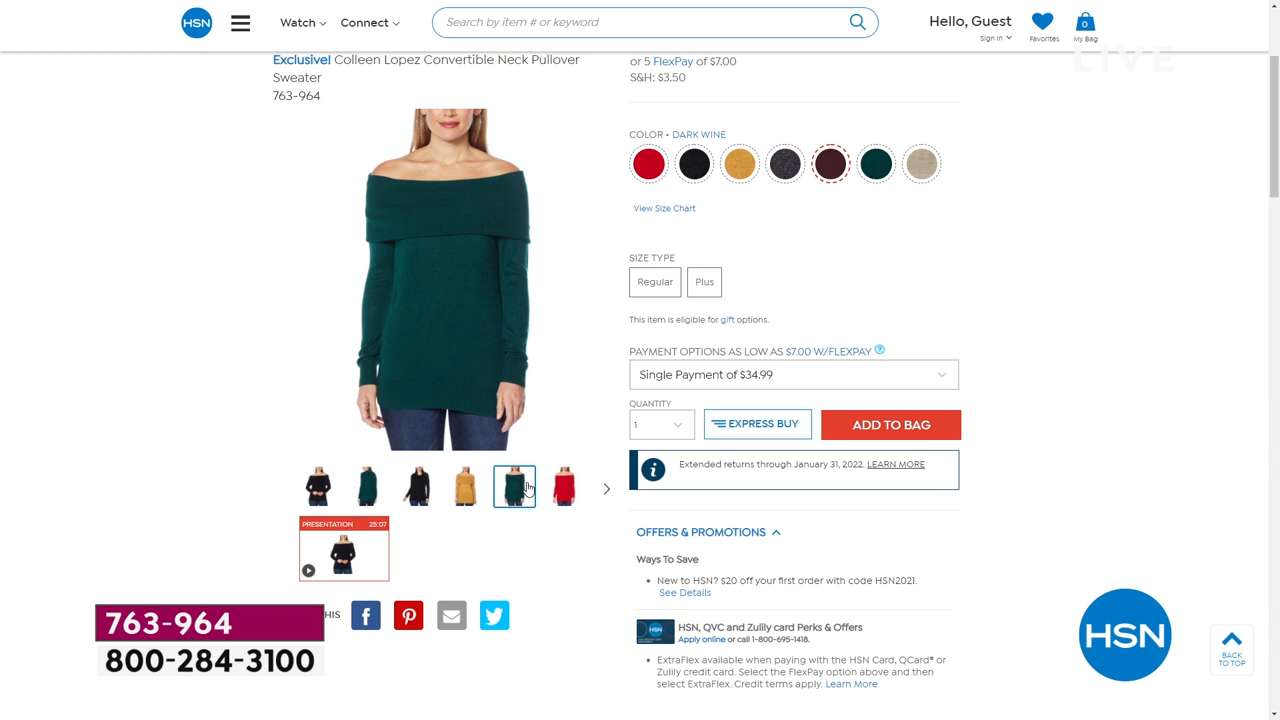 HSN
Watch
Connect
Search by item # or keyword
Hello, Guest
Sign In
Favorites
0
My Bag
LIVE
Exclusive! Colleen Lopez Convertible Neck Pullover
Sweater
763-964
or 5 FlexPay of $7.00
S&H: $3.50
COLOR • DARK WINE
View Size Chart
SIZE TYPE
Regular
Plus
This item is eligible for gift options.
PAYMENT OPTIONS AS LOW AS $7.00 W/FLEXPAY ?
Single Payment of $34.99
QUANTITY
1
EXPRESS BUY
ADD TO BAG
Extended returns through January 31, 2022. LEARN MORE
PRESENTATION 25:07
OFFERS & PROMOTIONS
Ways To Save
• New to HSN? $20 off your first order with code HSN2021.
See Details
HSN, QVC and Zulily card Perks & Offers
Apply online or call 1-800-695-1418.
• ExtraFlex available when paying with the HSN Card, QCard® or
Zulily credit card. Select the FlexPay option above and then
select ExtraFlex. Credit terms apply. Learn More
HIS
763-964
800-284-3100
HSN
BACK
TO TOP